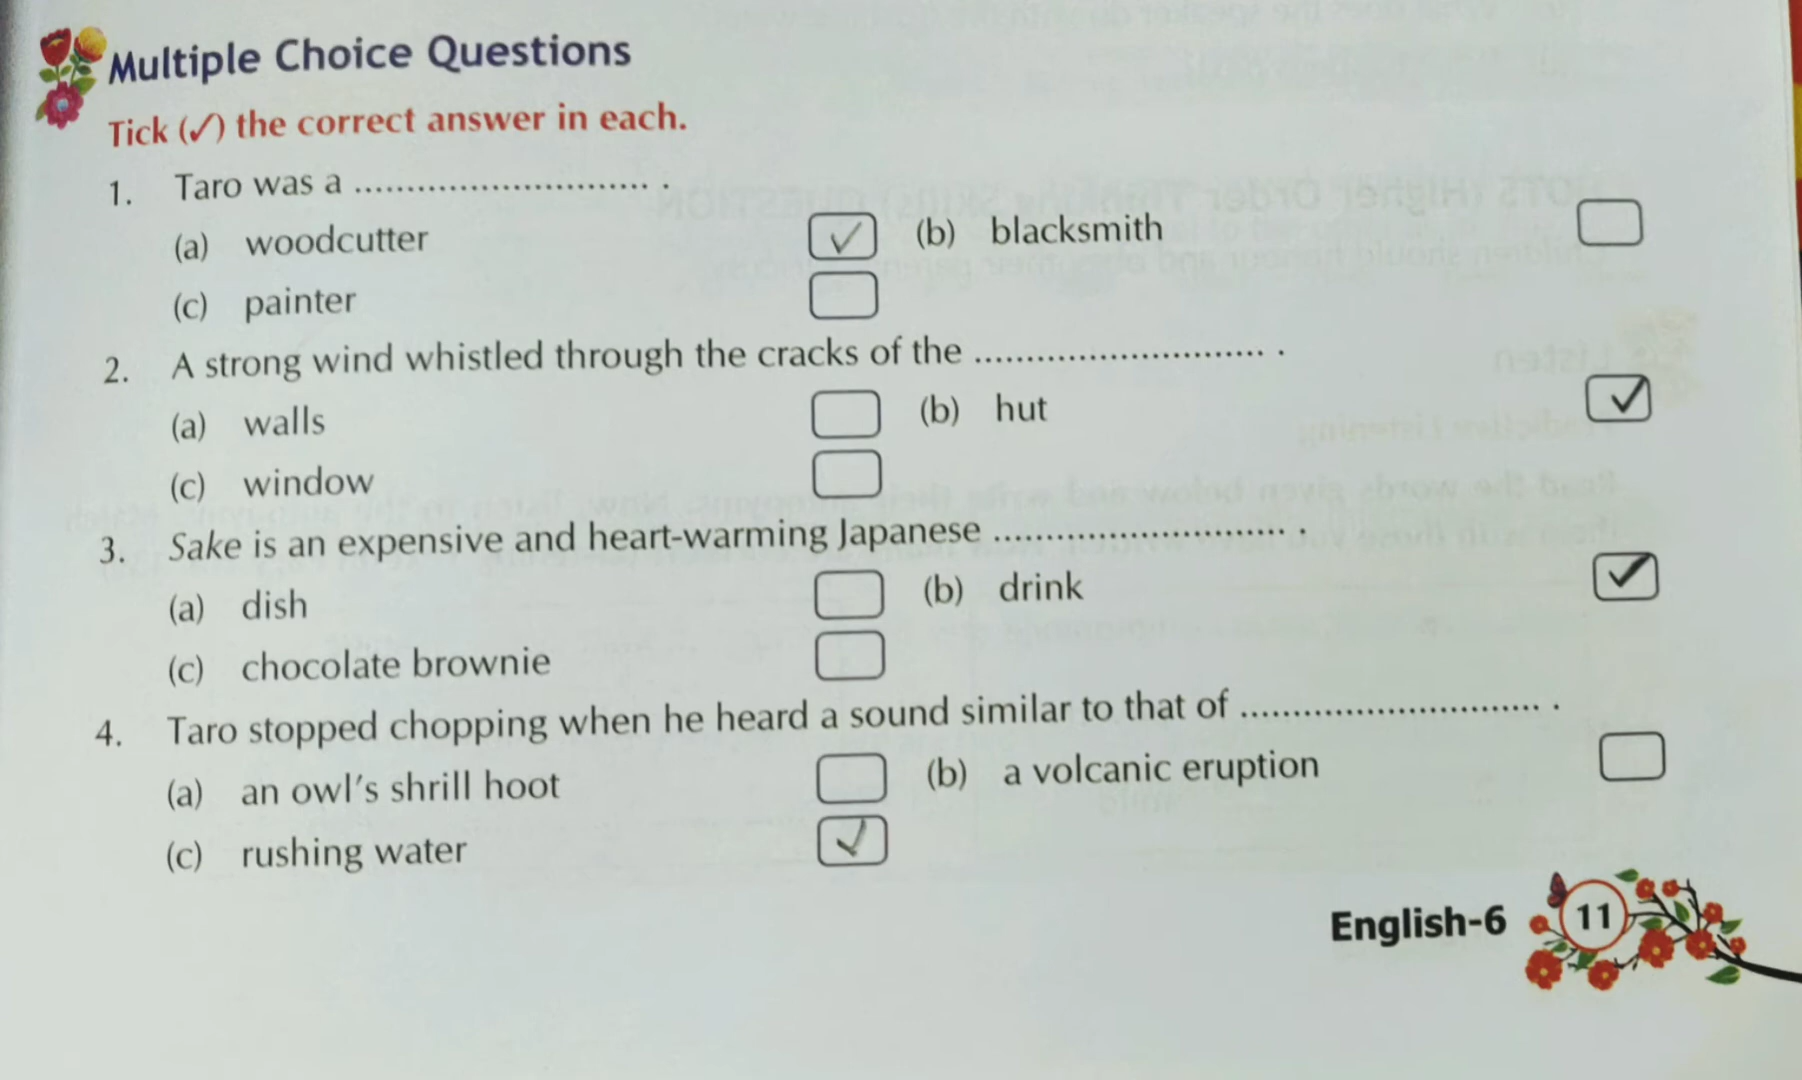 Multiple Choice Questions
Tick (✓) the correct answer in each.
1. Taro was a ............................ .
(a) woodcutter ✓ (b) blacksmith
(c) painter
2. A strong wind whistled through the cracks of the ............................ .
(a) walls (b) hut ✓
(c) window
3. Sake is an expensive and heart-warming Japanese ............................ .
(a) dish (b) drink ✓
(c) chocolate brownie
4. Taro stopped chopping when he heard a sound similar to that of ............................ .
(a) an owl's shrill hoot (b) a volcanic eruption
(c) rushing water ✓
English-6 11